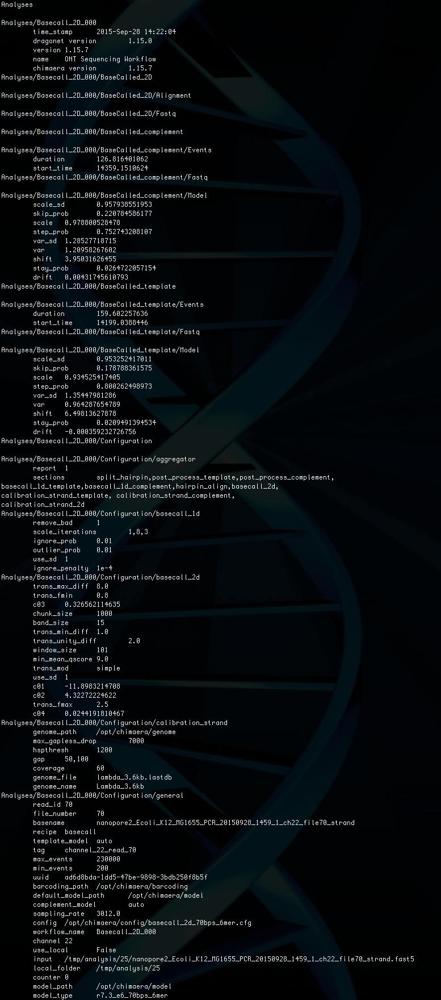 Analyses
Analyses/Basecall_2D_000
time_stamp 2015-Sep-28 14:22:04
dragonet version 1.15.0
version 1.15.7
name ONT Sequencing Workflow
chimaera version 1.15.7
Analyses/Basecall_2D_000/BaseCalled_2D
Analyses/Basecall_2D_000/BaseCalled_2D/Alignment
Analyses/Basecall_2D_000/BaseCalled_2D/Fastq
Analyses/Basecall_2D_000/BaseCalled_complement
Analyses/Basecall_2D_000/BaseCalled_complement/Events
duration 126.816401062
start_time 14359.1510624
Analyses/Basecall_2D_000/BaseCalled_complement/Fastq
Analyses/Basecall_2D_000/BaseCalled_complement/Model
scale_sd 0.957938551953
skip_prob 0.220784586177
scale 0.978800528478
step_prob 0.752743208107
var_sd 1.28527718715
var 1.20958267602
shift 3.95031626455
stay_prob 0.0264722057154
drift 0.00431745610793
Analyses/Basecall_2D_000/BaseCalled_template
Analyses/Basecall_2D_000/BaseCalled_template/Events
duration 159.602257636
start_time 14199.0388446
Analyses/Basecall_2D_000/BaseCalled_template/Fastq
Analyses/Basecall_2D_000/BaseCalled_template/Model
scale_sd 0.953252417011
skip_prob 0.178788361575
scale 0.934525417405
step_prob 0.800262498973
var_sd 1.35447981286
var 0.964287654789
shift 6.49813627878
stay_prob 0.0209491394534
drift -0.000359232726756
Analyses/Basecall_2D_000/Configuration
Analyses/Basecall_2D_000/Configuration/aggregator
report 1
sections split_hairpin,post_process_template,post_process_complement,
basecall_1d_template,basecall_1d_complement,hairpin_align,basecall_2d,
calibration_strand_template, calibration_strand_complement,
calibration_strand_2d
Analyses/Basecall_2D_000/Configuration/basecall_1d
remove_bad 1
scale_iterations 1,8,3
ignore_prob 0.01
outlier_prob 0.01
use_sd 1
ignore_penalty 1e-4
Analyses/Basecall_2D_000/Configuration/basecall_2d
trans_max_diff 8.0
trans_fmin 0.8
c03 0.326562114635
chunk_size 1000
band_size 15
trans_min_diff 1.0
trans_unity_diff 2.0
window_size 101
min_mean_qscore 9.0
trans_mod simple
use_sd 1
c01 -11.8983214708
c02 4.32272224622
trans_fmax 2.5
c04 0.0244191810467
Analyses/Basecall_2D_000/Configuration/calibration_strand
genome_path /opt/chimaera/genome
max_gapless_drop 7000
hspthresh 1200
gap 50,100
coverage 60
genome_file lambda_3.6kb.lastdb
genome_name Lambda_3.6kb
Analyses/Basecall_2D_000/Configuration/general
read_id 70
file_number 70
basename nanopore2_Ecoli_K12_MG1655_PCR_20150928_1459_1_ch22_file70_strand
recipe basecall
template_model auto
tag channel_22_read_70
max_events 230000
min_events 200
uuid ad6d8bda-1dd5-47be-9898-3bdb250f8b5f
barcoding_path /opt/chimaera/barcoding
default_model_path /opt/chimaera/model
complement_model auto
sampling_rate 3012.0
config /opt/chimaera/config/basecall_2d_70bps_6mer.cfg
workflow_name Basecall_2D_000
channel 22
use_local False
input /tmp/analysis/25/nanopore2_Ecoli_K12_MG1655_PCR_20150928_1459_1_ch22_file70_strand.fast5
local_folder /tmp/analysis/25
counter 0
model_path /opt/chimaera/model
model_type r7.3_e6_70bps_6mer